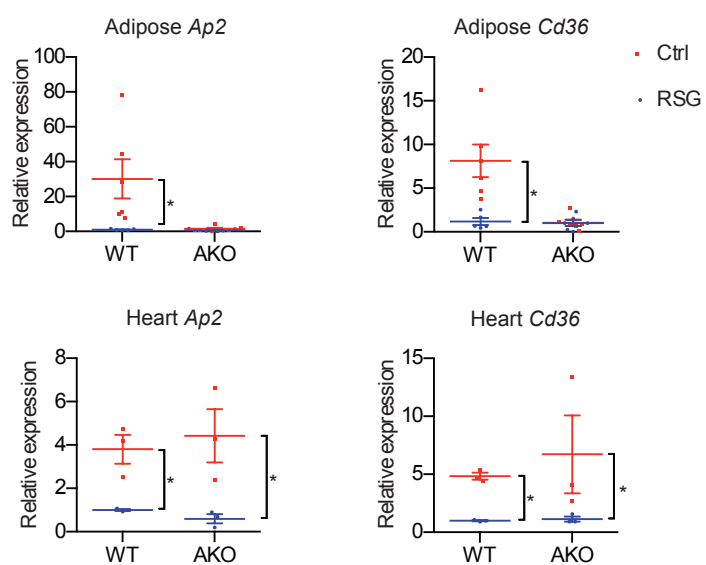 Adipose Ap2
Relative expression
100
80
60
40
20
0
*
WT AKO
Adipose Cd36
Relative expression
20
15
10
5
0
*
WT AKO
Ctrl
RSG
Heart Ap2
Relative expression
8
6
4
2
0
*
*
WT AKO
Heart Cd36
Relative expression
15
10
5
0
*
*
WT AKO